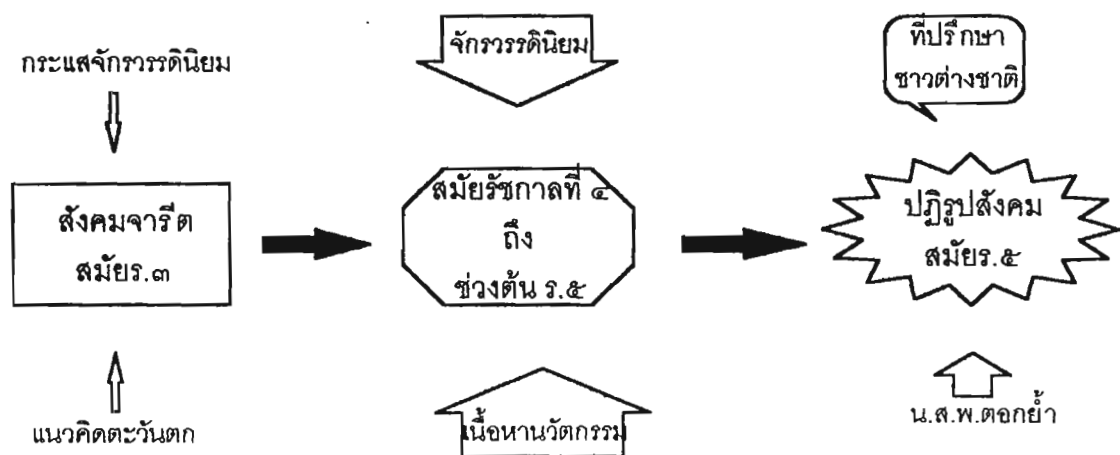 กระแสจักรวรรดินิยม
จักรวรรดินิยม
ที่ปรึกษา
ชาวต่างชาติ
สังคมจารีต
สมัยร.๓
สมัยรัชกาลที่ ๔
ถึง
ช่วงต้น ร.๕
ปฏิรูปสังคม
สมัยร.๕
แนวคิดตะวันตก
เนื้อหานวัตกรรม
น.ส.พ.ตอกย้ำ